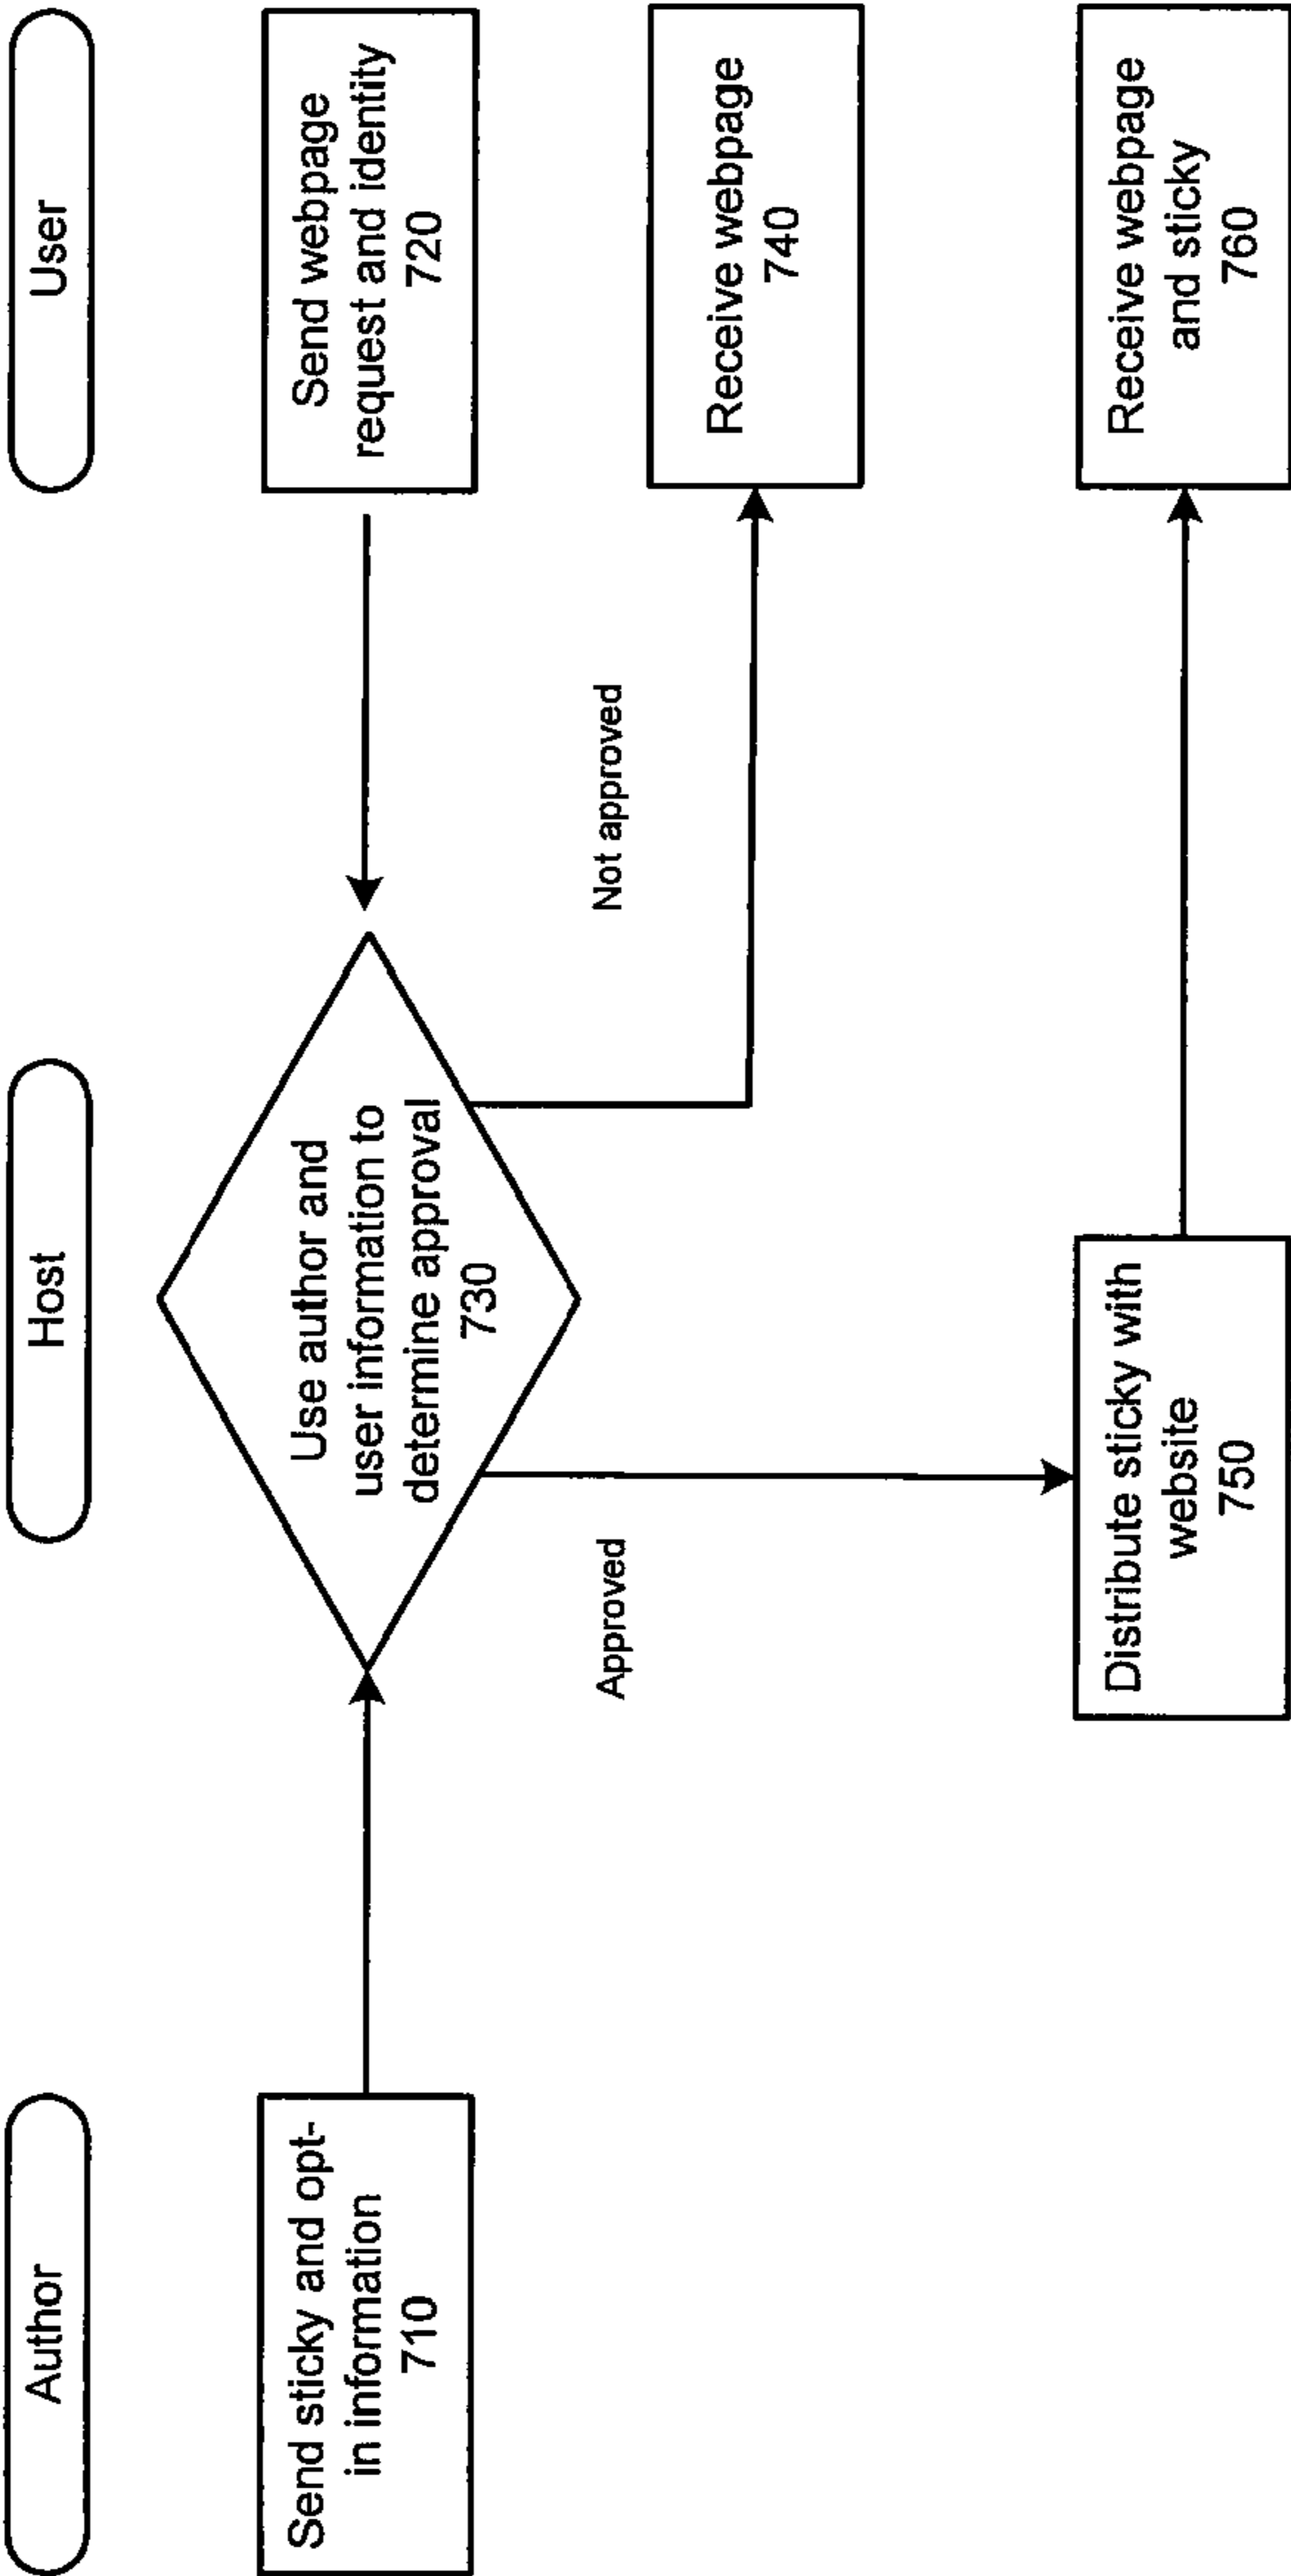 Author
Host
User
Send sticky and opt-
in information
710
Use author and
user information to
determine approval
730
Send webpage
request and identity
720
Approved
Not approved
Receive webpage
740
Distribute sticky with
website
750
Receive webpage
and sticky
760